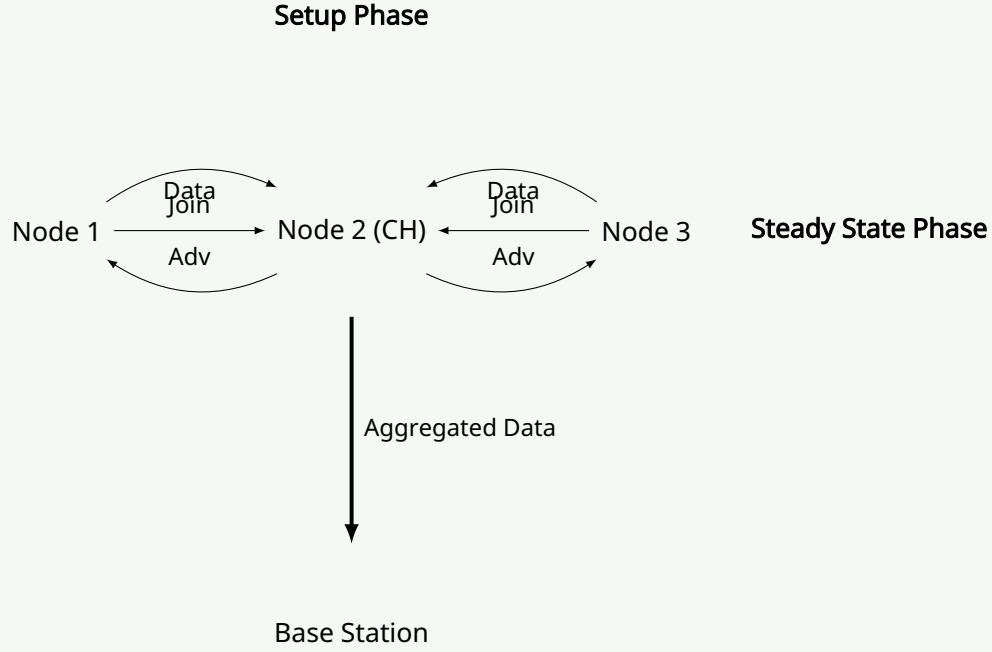 Setup Phase
Data
Data
Join
Join
Node 1
Node 2 (CH)
Node 3
Steady State Phase
Adv
Adv
Aggregated Data
Base Station